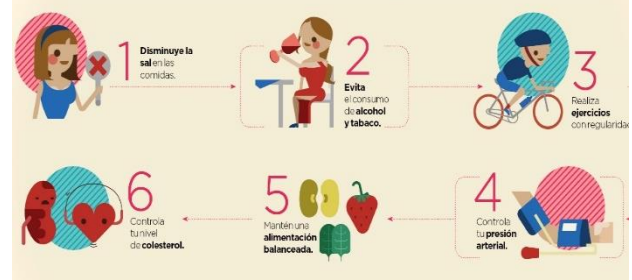 1
Disminuye la
sal en las
comidas.
2
Evita
el consumo
de alcohol
y tabaco.
3
Realiza
ejercicios
con regularidad
4
Controla
tu presión
arterial.
5
Mantén una
alimentación
balanceada.
6
Controla
tu nivel
de colesterol.